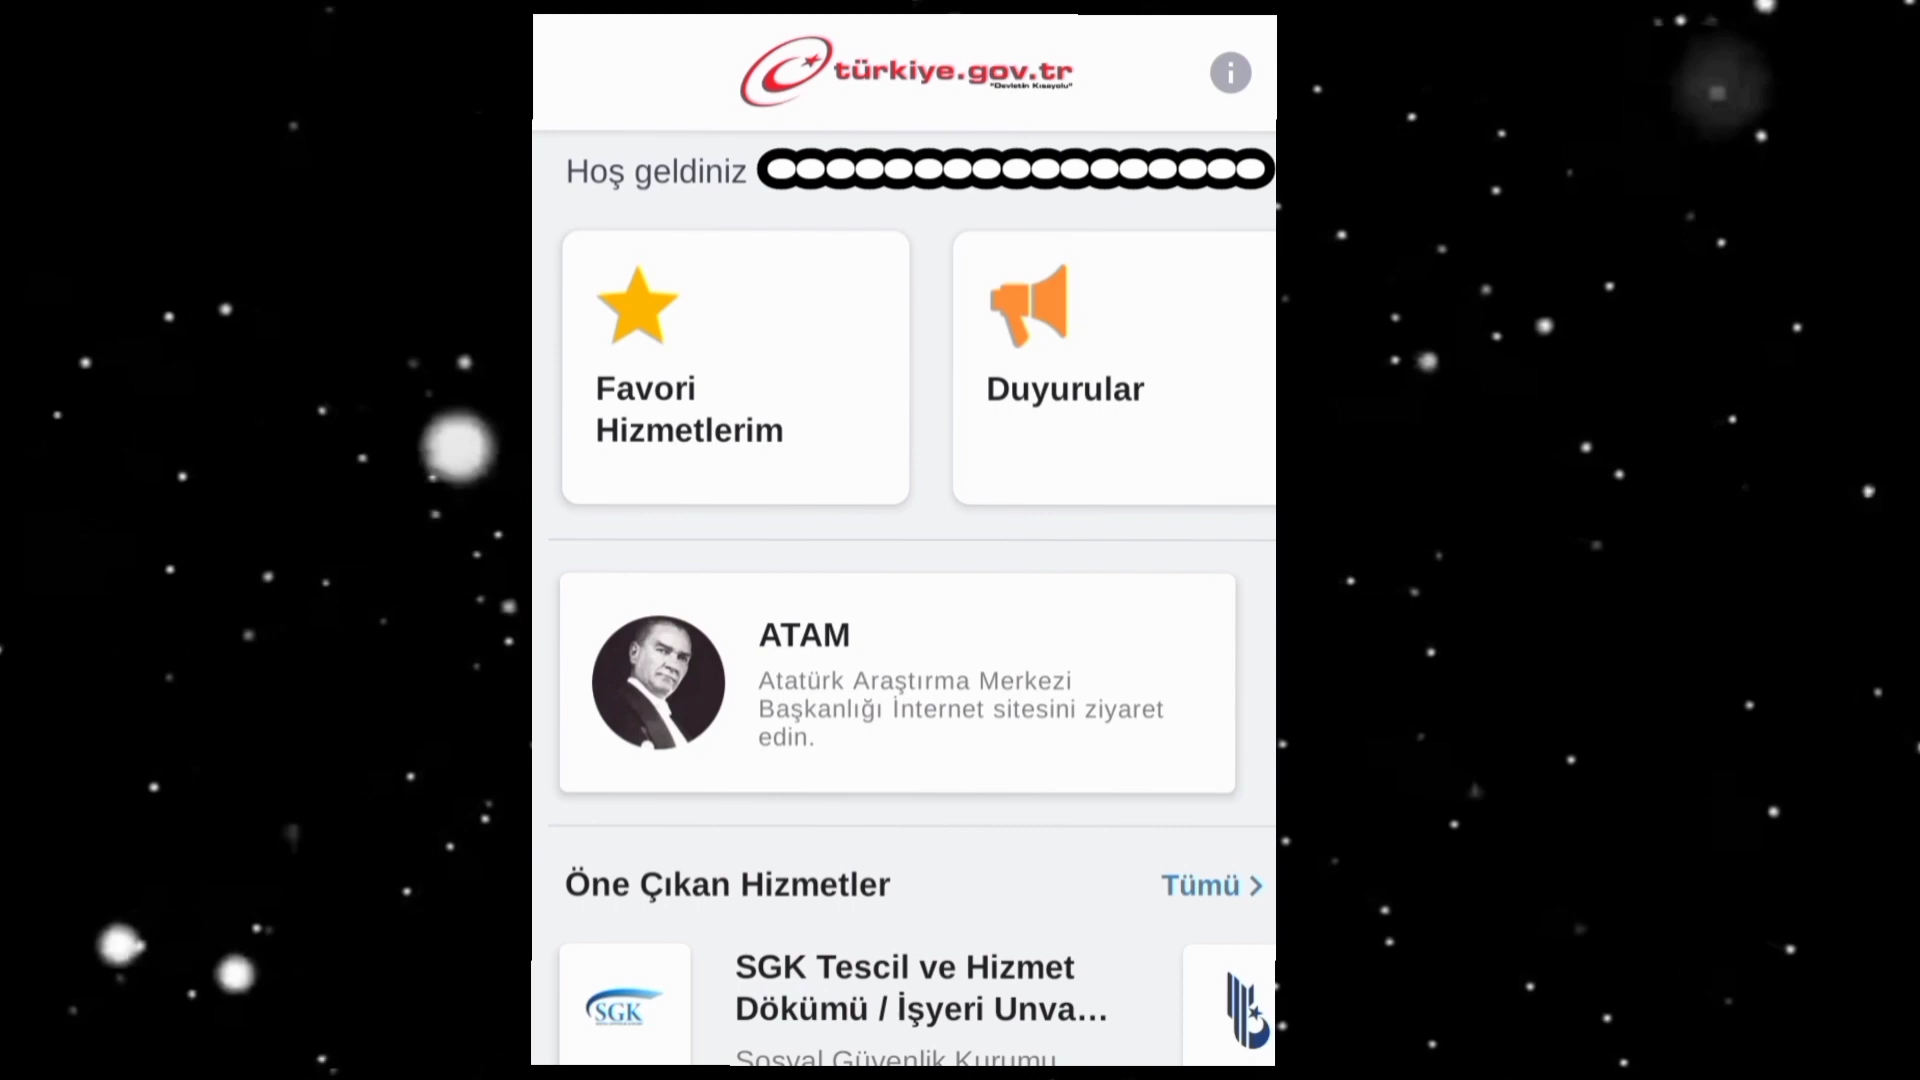 türkiye.gov.tr
"Devletin Kısayolu"
Hoş geldiniz
Favori
Hizmetlerim
Duyurular
ATAM
Atatürk Araştırma Merkezi
Başkanlığı İnternet sitesini ziyaret
edin.
Öne Çıkan Hizmetler
Tümü
SGK Tescil ve Hizmet
Dökümü / İşyeri Unva...
SGK
Sosyal Güvenlik Kurumu